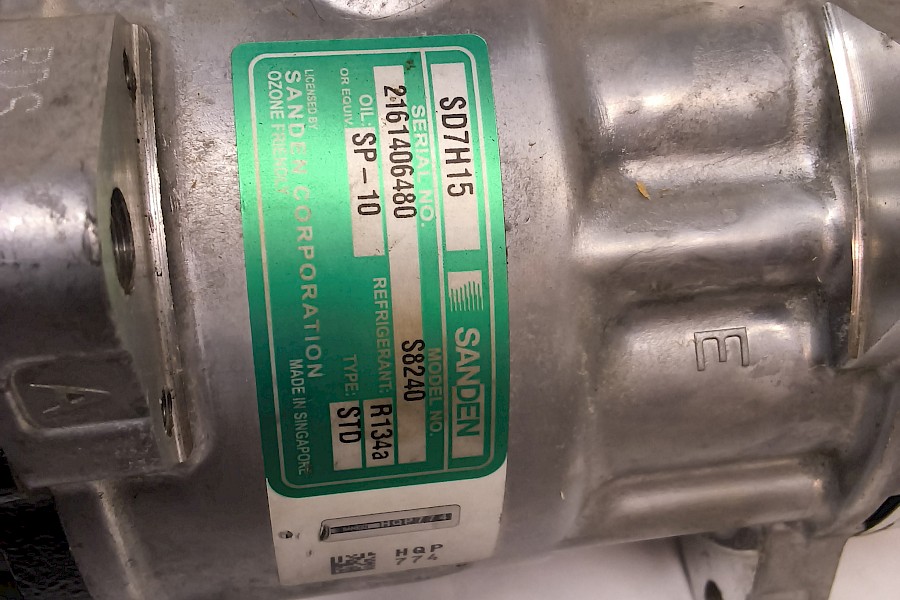 SD7H15 SANDEN
SERIAL NO. MODEL NO.
2161406480 S8240
OIL: SP-10 REFRIGERANT: R134a
OR EQUIV. TYPE: STD
LICENSED BY
SANDEN CORPORATION
OZONE FRIENDLY MADE IN SINGAPORE
HQP774
HQP
774
E
A